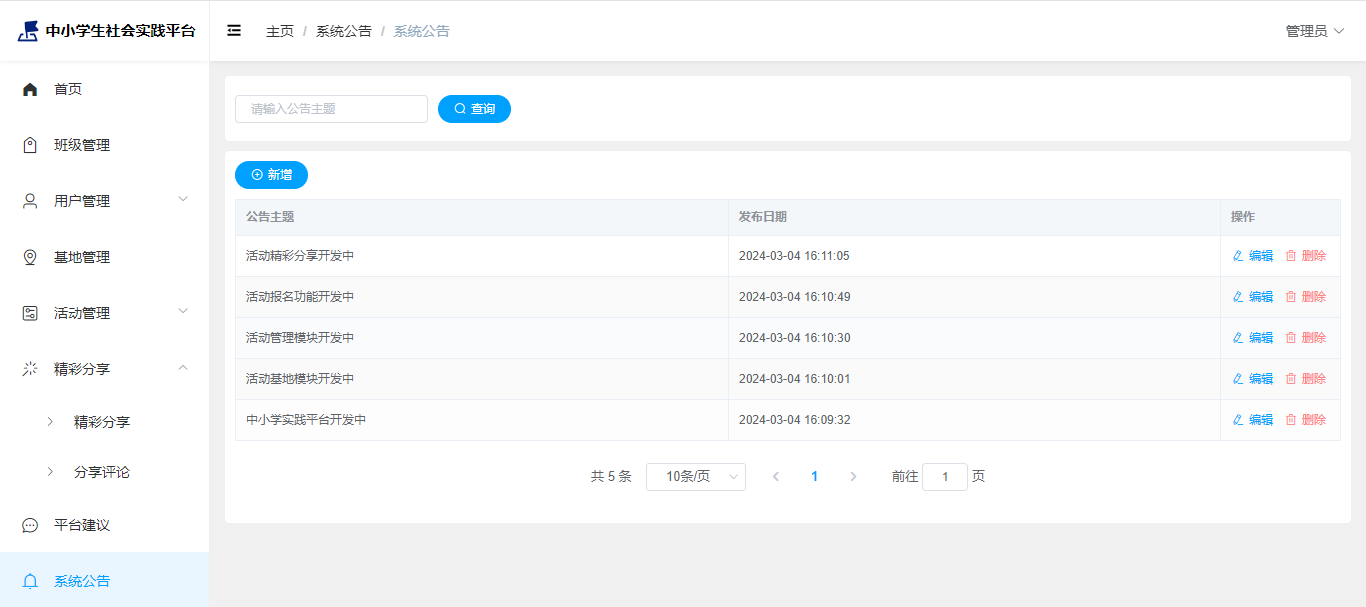 中小学生社会实践平台
主页 / 系统公告 / 系统公告
管理员
首页
班级管理
用户管理
基地管理
活动管理
精彩分享
精彩分享
分享评论
平台建议
系统公告
请输入公告主题
查询
新增
公告主题 发布日期 操作
活动精彩分享开发中 2024-03-04 16:11:05 编辑 删除
活动报名功能开发中 2024-03-04 16:10:49 编辑 删除
活动管理模块开发中 2024-03-04 16:10:30 编辑 删除
活动基地模块开发中 2024-03-04 16:10:01 编辑 删除
中小学实践平台开发中 2024-03-04 16:09:32 编辑 删除
共 5 条 10条/页 1 前往 1 页